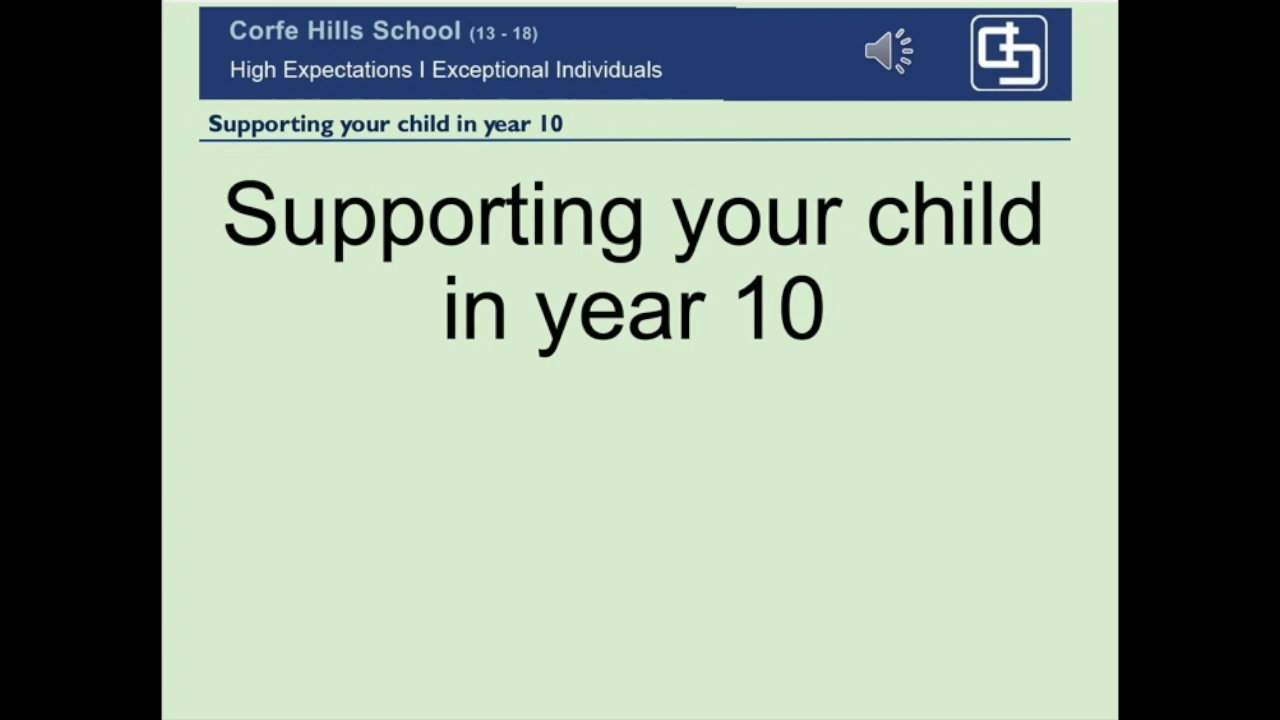 Corfe Hills School (13 - 18)
High Expectations I Exceptional Individuals
Supporting your child in year 10
Supporting your child
in year 10